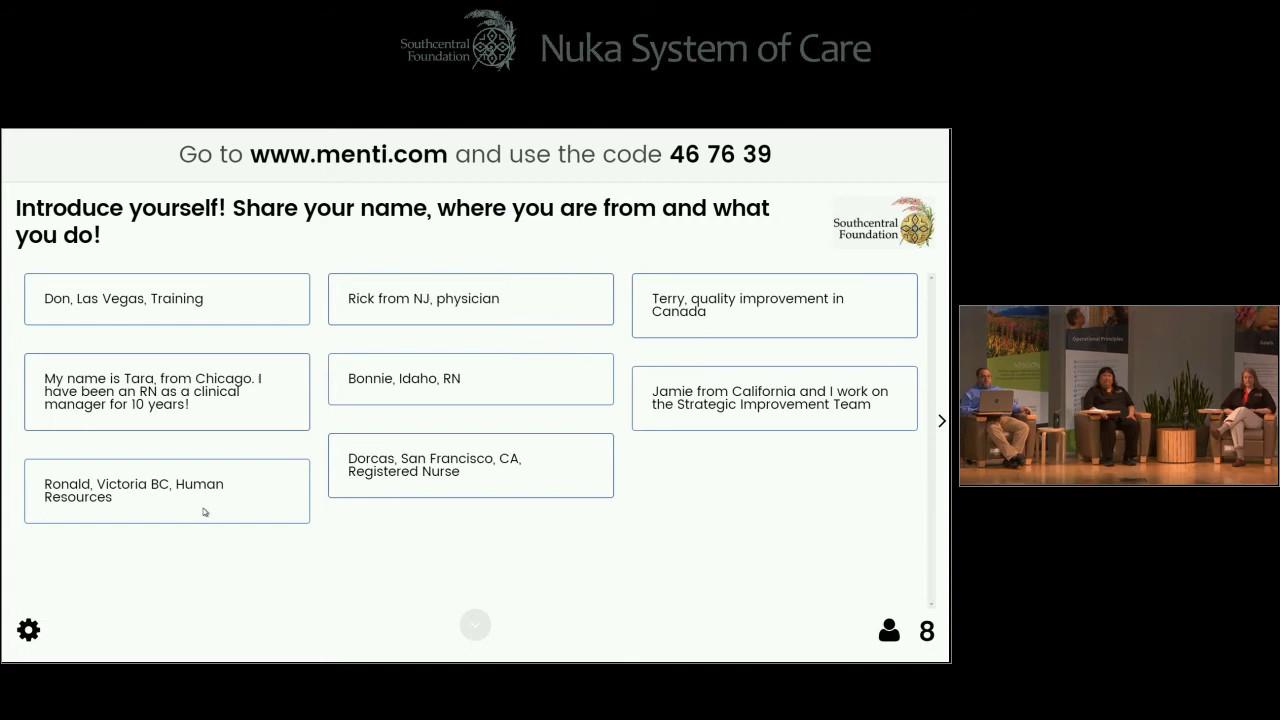 Southcentral
Foundation
Nuka System of Care
Go to www.menti.com and use the code 46 76 39
Introduce yourself! Share your name, where you are from and what
you do!
Southcentral
Foundation
Don, Las Vegas, Training
Rick from NJ, physician
Terry, quality improvement in
Canada
My name is Tara, from Chicago. I
have been an RN as a clinical
manager for 10 years!
Bonnie, Idaho, RN
Jamie from California and I work on
the Strategic Improvement Team
Ronald, Victoria BC, Human
Resources
Dorcas, San Francisco, CA,
Registered Nurse
8
Operational Principles
Goals